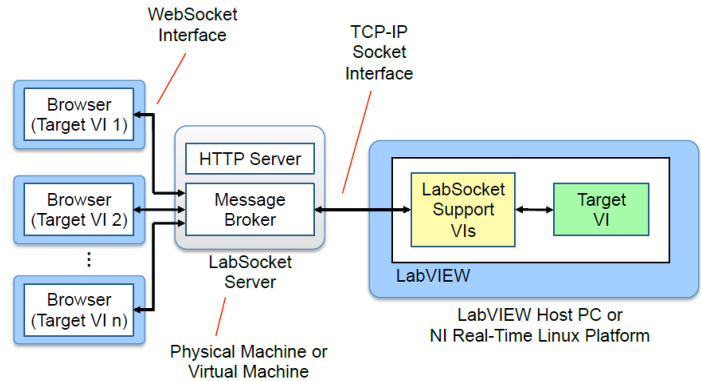 WebSocket
Interface
TCP-IP
Socket
Interface
Browser
(Target VI 1)
Browser
(Target VI 2)
⋮
Browser
(Target VI n)
HTTP Server
Message
Broker
LabSocket
Server
Physical Machine or
Virtual Machine
LabSocket
Support
VIs
Target
VI
LabVIEW
LabVIEW Host PC or
NI Real-Time Linux Platform